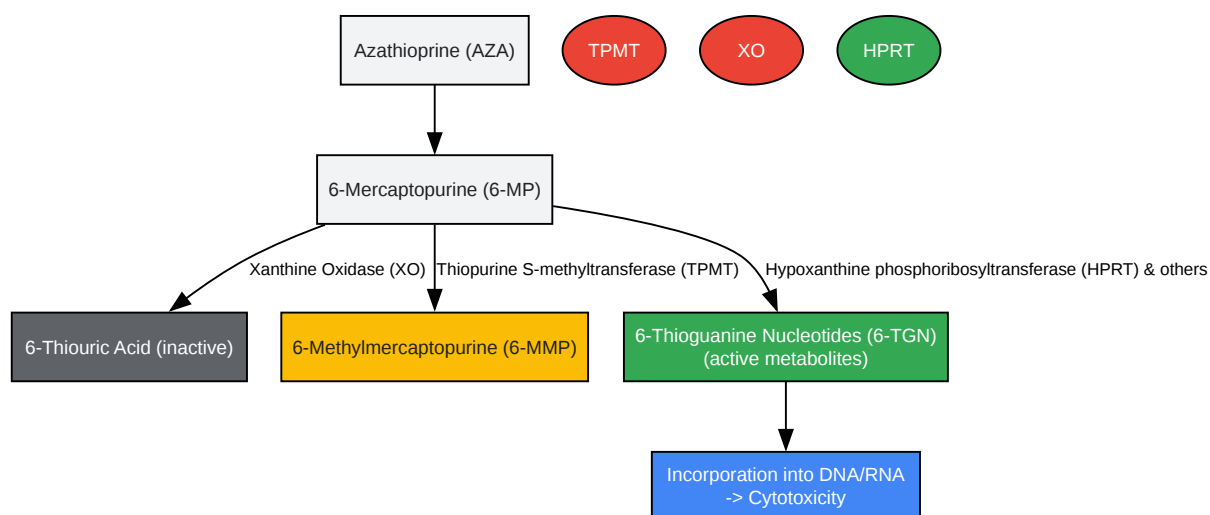 Azathioprine (AZA)
TPMT
XO
HPRT
6-Mercaptopurine (6-MP)
Xanthine Oxidase (XO)
Thiopurine S-methyltransferase (TPMT)
Hypoxanthine phosphoribosyltransferase (HPRT) & others
6-Thiouric Acid (inactive)
6-Methylmercaptopurine (6-MMP)
6-Thioguanine Nucleotides (6-TGN)
(active metabolites)
Incorporation into DNA/RNA
-> Cytotoxicity